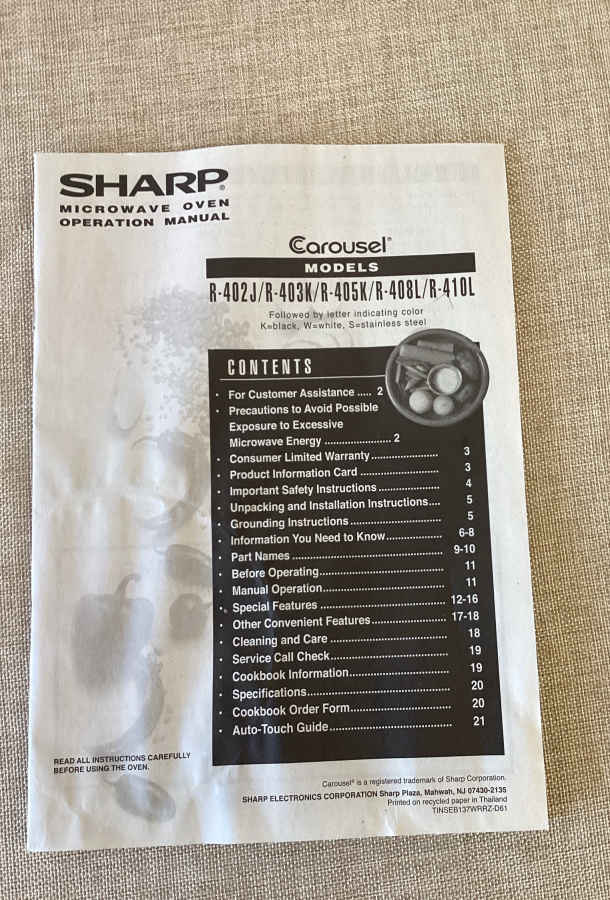 SHARP®
MICROWAVE OVEN
OPERATION MANUAL
Carousel®
MODELS
R-402J/R-403K/R-405K/R-408L/R-410L
Followed by letter indicating color
K=black, W=white, S=stainless steel
CONTENTS
• For Customer Assistance ..... 2
• Precautions to Avoid Possible
Exposure to Excessive
Microwave Energy ....................... 2
• Consumer Limited Warranty ....................... 3
• Product Information Card ........................... 3
• Important Safety Instructions ..................... 4
• Unpacking and Installation Instructions.... 5
• Grounding Instructions ............................... 5
• Information You Need to Know................... 6-8
• Part Names .................................................... 9-10
• Before Operating.......................................... 11
• Manual Operation......................................... 11
• Special Features .......................................... 12-16
• Other Convenient Features......................... 17-18
• Cleaning and Care ....................................... 18
• Service Call Check....................................... 19
• Cookbook Information................................. 19
• Specifications............................................... 20
• Cookbook Order Form................................. 20
• Auto-Touch Guide........................................ 21
READ ALL INSTRUCTIONS CAREFULLY
BEFORE USING THE OVEN.
Carousel® is a registered trademark of Sharp Corporation.
SHARP ELECTRONICS CORPORATION Sharp Plaza, Mahwah, NJ 07430-2135
Printed on recycled paper in Thailand
TINSEB137WRRZ-D61